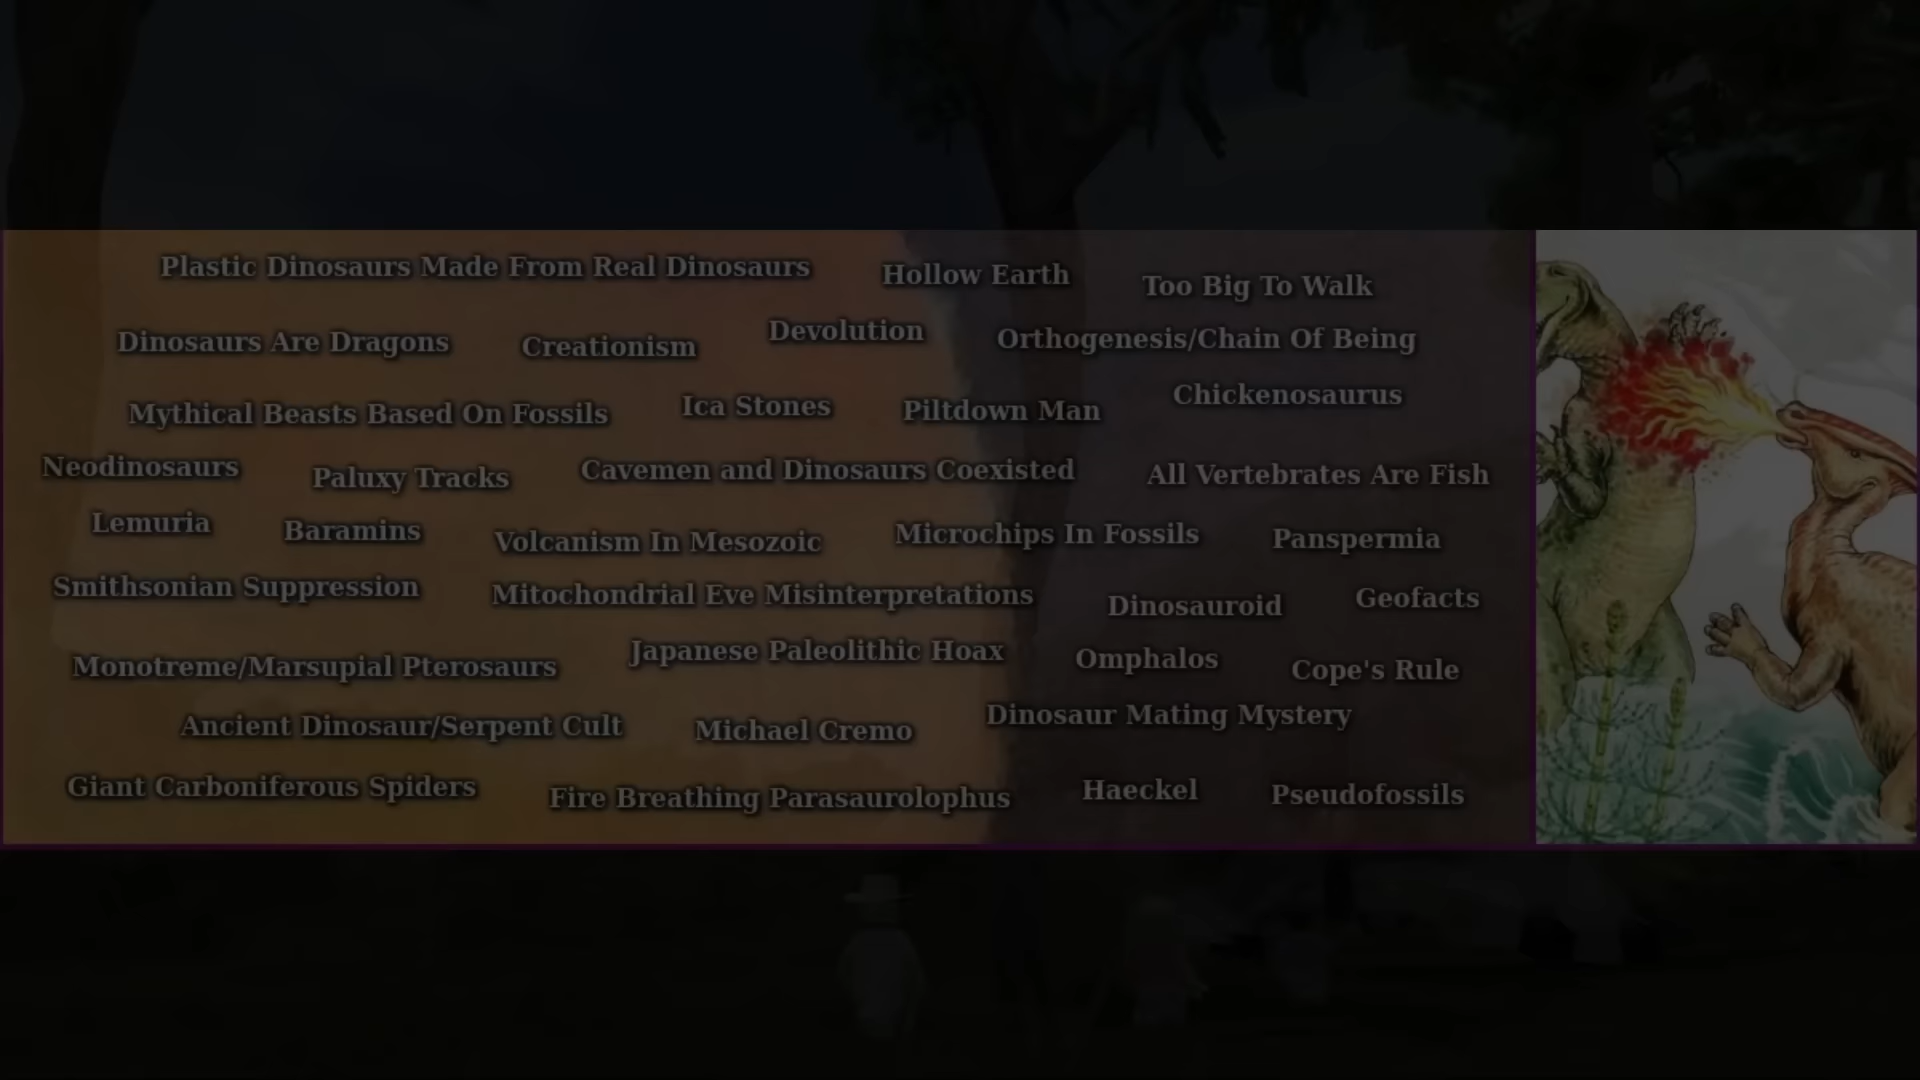 Plastic Dinosaurs Made From Real Dinosaurs Hollow Earth Too Big To Walk
Dinosaurs Are Dragons Creationism Devolution Orthogenesis/Chain Of Being
Mythical Beasts Based On Fossils Ica Stones Piltdown Man Chickenosaurus
Neodinosaurs Paluxy Tracks Cavemen and Dinosaurs Coexisted All Vertebrates Are Fish
Lemuria Baramins Volcanism In Mesozoic Microchips In Fossils Panspermia
Smithsonian Suppression Mitochondrial Eve Misinterpretations Dinosauroid Geofacts
Monotreme/Marsupial Pterosaurs Japanese Paleolithic Hoax Omphalos Cope's Rule
Ancient Dinosaur/Serpent Cult Michael Cremo Dinosaur Mating Mystery
Giant Carboniferous Spiders Fire Breathing Parasaurolophus Haeckel Pseudofossils